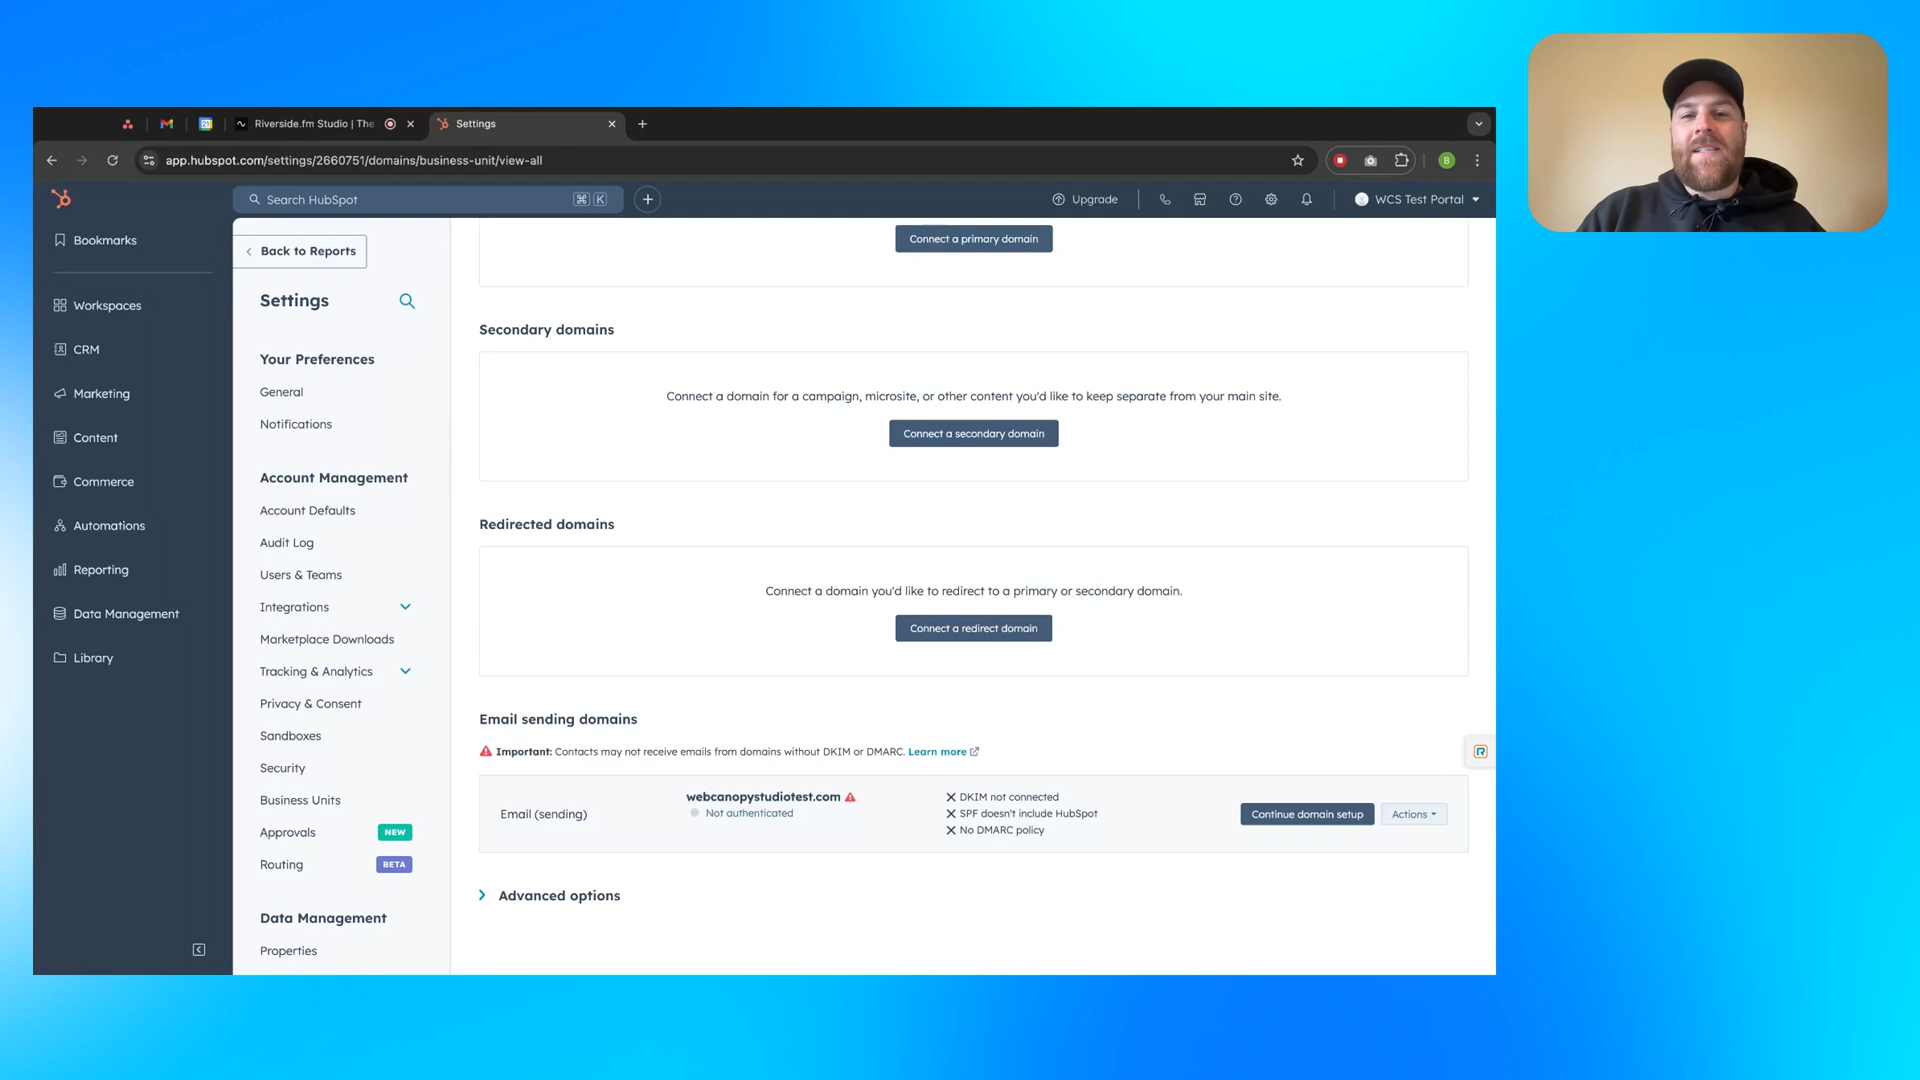 Riverside.fm Studio | The
Settings
app.hubspot.com/settings/2660751/domains/business-unit/view-all
B
Search HubSpot
⌘ K
Upgrade
WCS Test Portal
Bookmarks
Workspaces
CRM
Marketing
Content
Commerce
Automations
Reporting
Data Management
Library
Back to Reports
Settings
Your Preferences
General
Notifications
Account Management
Account Defaults
Audit Log
Users & Teams
Integrations
Marketplace Downloads
Tracking & Analytics
Privacy & Consent
Sandboxes
Security
Business Units
Approvals NEW
Routing BETA
Data Management
Properties
Connect a primary domain
Secondary domains
Connect a domain for a campaign, microsite, or other content you'd like to keep separate from your main site.
Connect a secondary domain
Redirected domains
Connect a domain you'd like to redirect to a primary or secondary domain.
Connect a redirect domain
Email sending domains
Important: Contacts may not receive emails from domains without DKIM or DMARC. Learn more
Email (sending)
webcanopystudiotest.com
Not authenticated
DKIM not connected
SPF doesn't include HubSpot
No DMARC policy
Continue domain setup
Actions
Advanced options